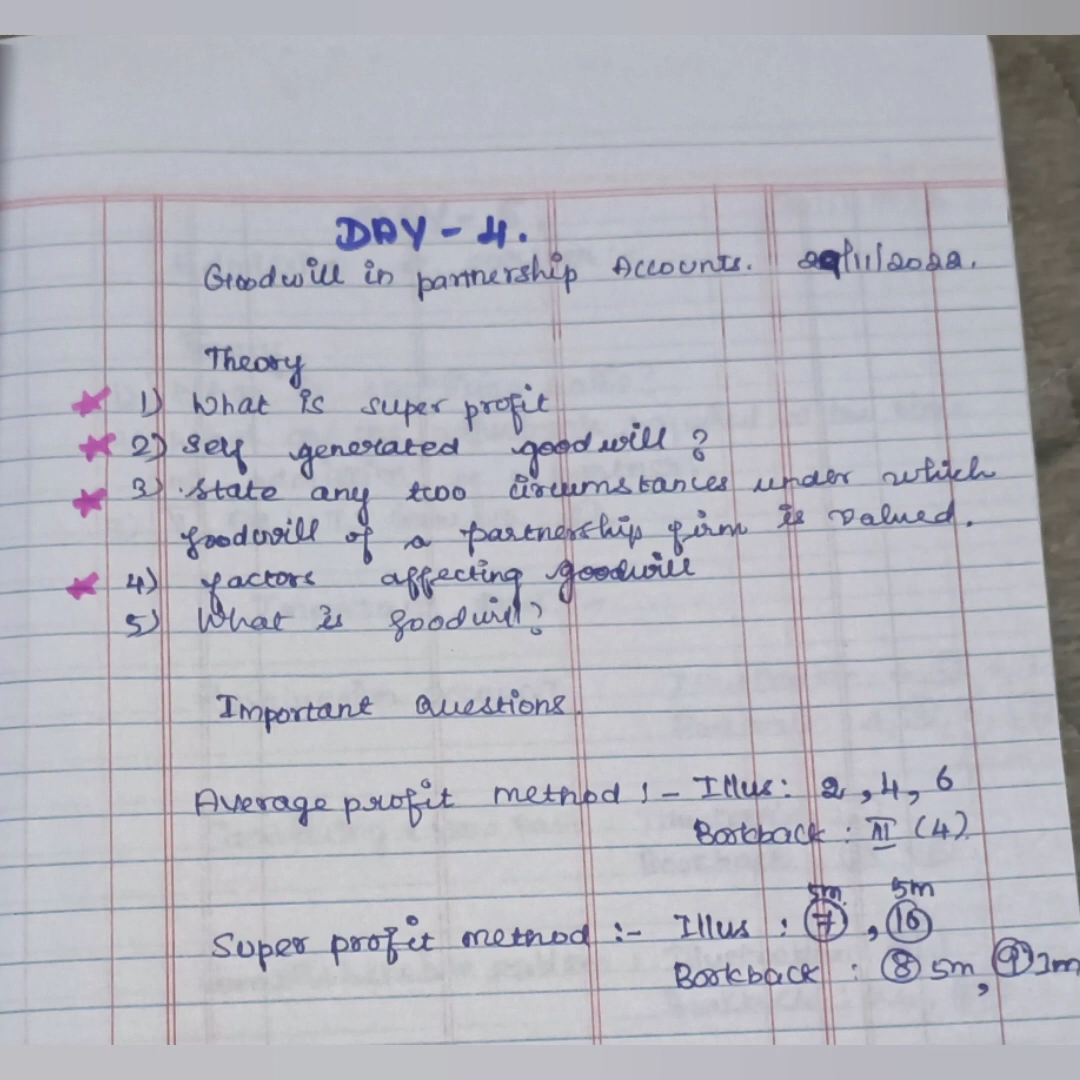 DAY - 4.
Goodwill in partnership Accounts. 29/11/2022.
Theory
1) What is super profit
2) Self generated goodwill?
3) State any two circumstances under which
goodwill of a partnership firm is valued.
4) factors affecting goodwill
5) What is goodwill?
Important Questions
Average profit method :- Illus: 2, 4, 6
Bookback : III (4).
5m 5m
Super profit method :- Illus : 7, 16
Bookback : 8 5m, 9